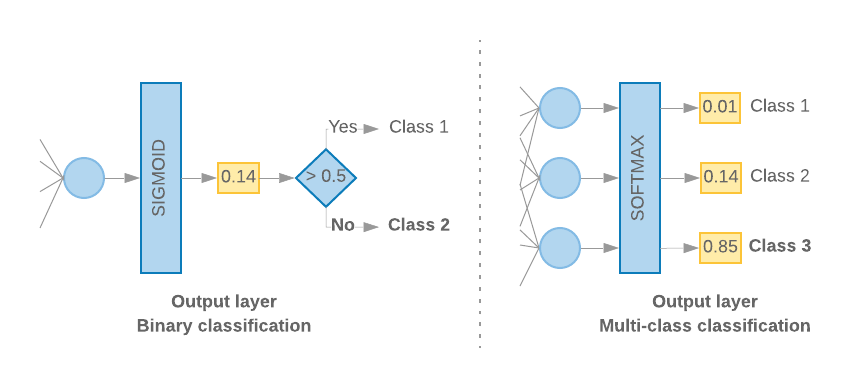 SIGMOID
0.14
> 0.5
Yes
Class 1
No
Class 2
Output layer
Binary classification
SOFTMAX
0.01
Class 1
0.14
Class 2
0.85
Class 3
Output layer
Multi-class classification